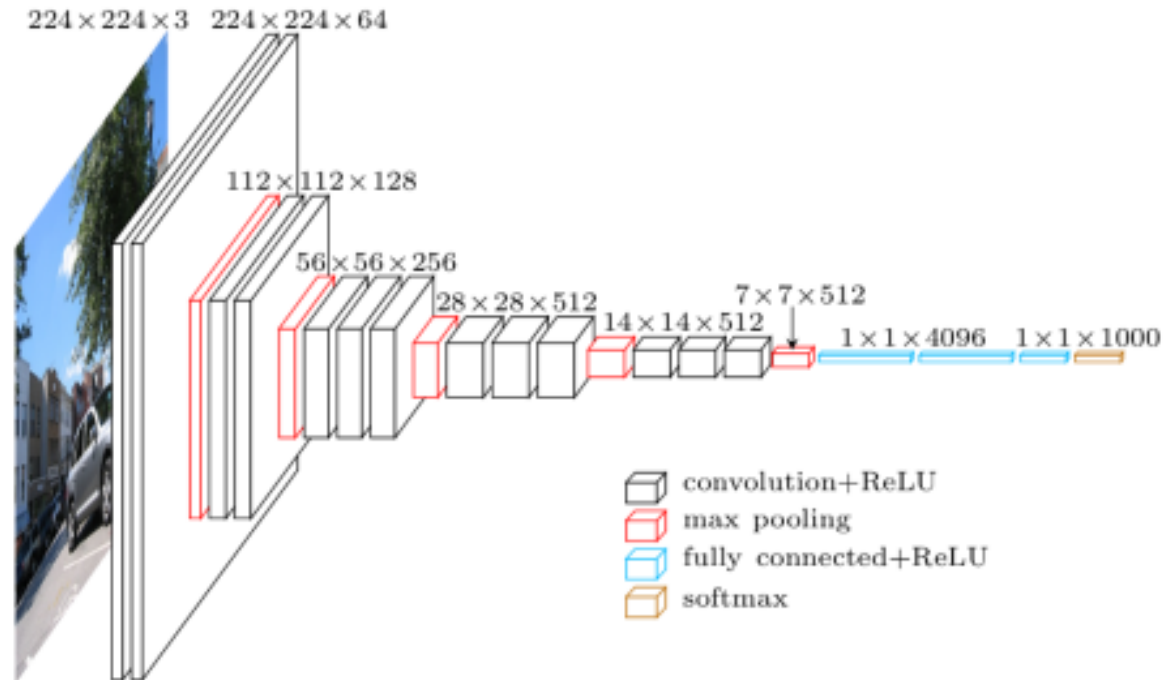 224×224×3
224×224×64
112×112×128
56×56×256
28×28×512
14×14×512
7×7×512
1×1×4096
1×1×1000
convolution+ReLU
max pooling
fully connected+ReLU
softmax